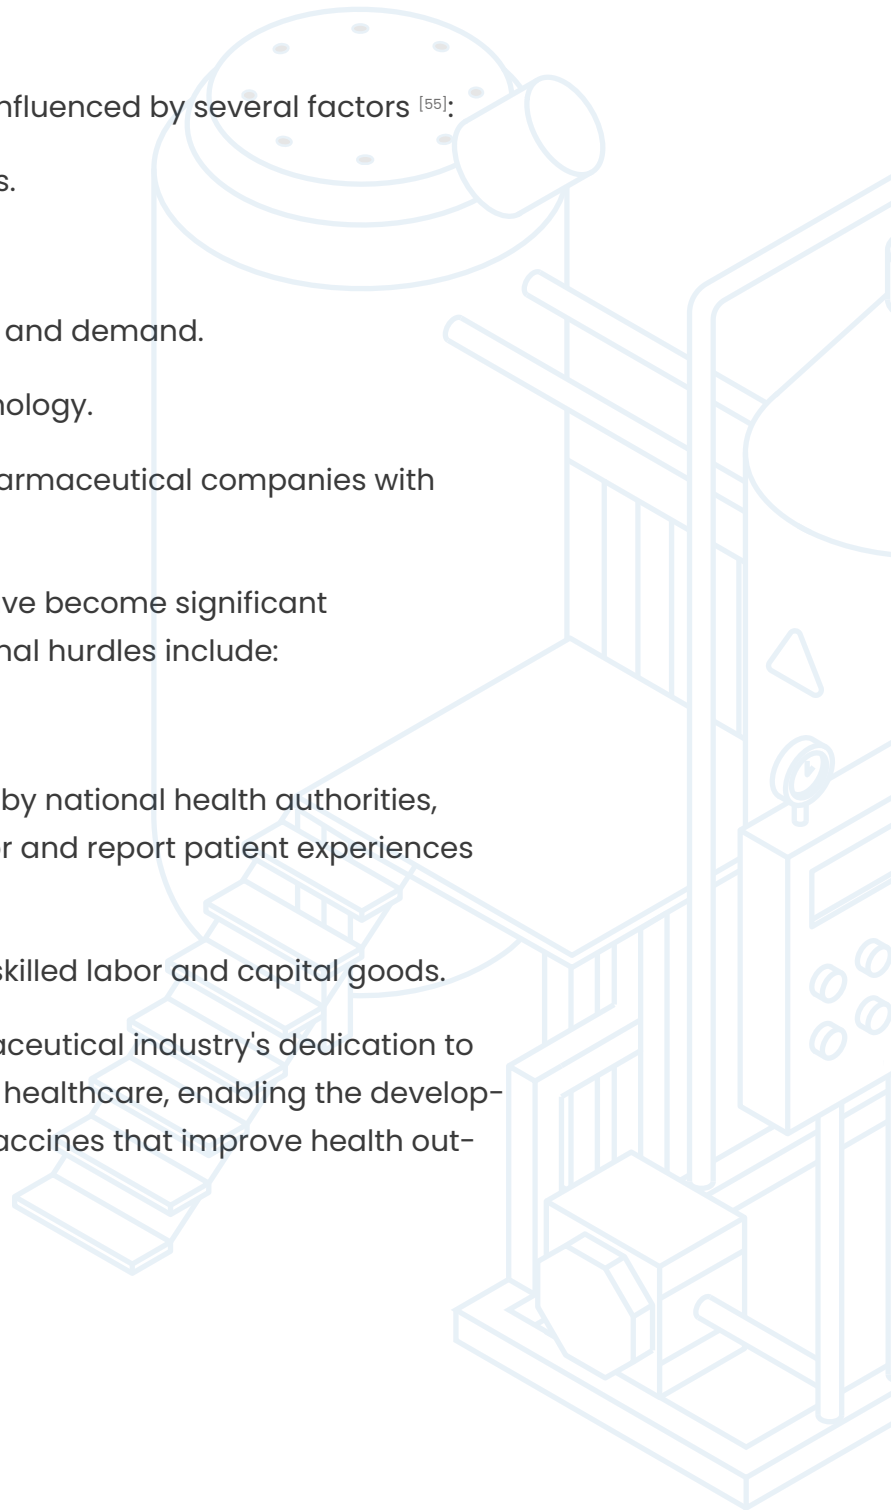 nfluenced by several factors [55]:
s.
and demand.
nology.
armaceutical companies with
ve become significant
nal hurdles include:
by national health authorities,
r and report patient experiences
skilled labor and capital goods.
aceutical industry's dedication to
healthcare, enabling the develop-
accines that improve health out-